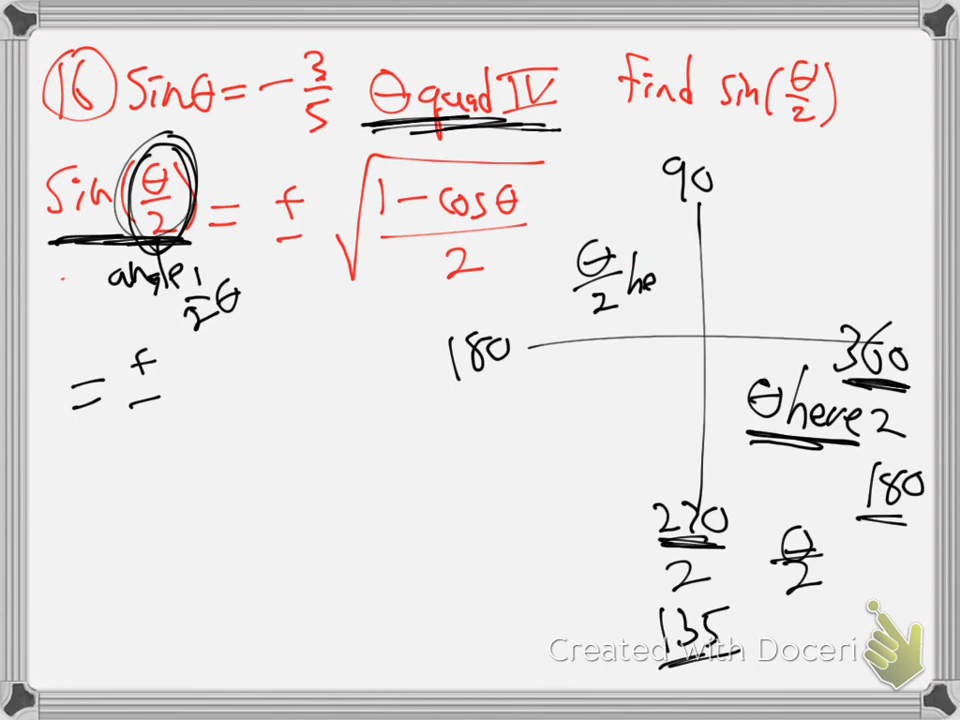 16 sinθ = -3/5 θ quad IV Find sin(θ/2)
sin(θ/2) = ± √((1 - cosθ)/2)
angle 1/2 θ
= ±
90
θ/2 he
180
360
2
180
θ here
270
2
135
θ/2
Created with Doceri